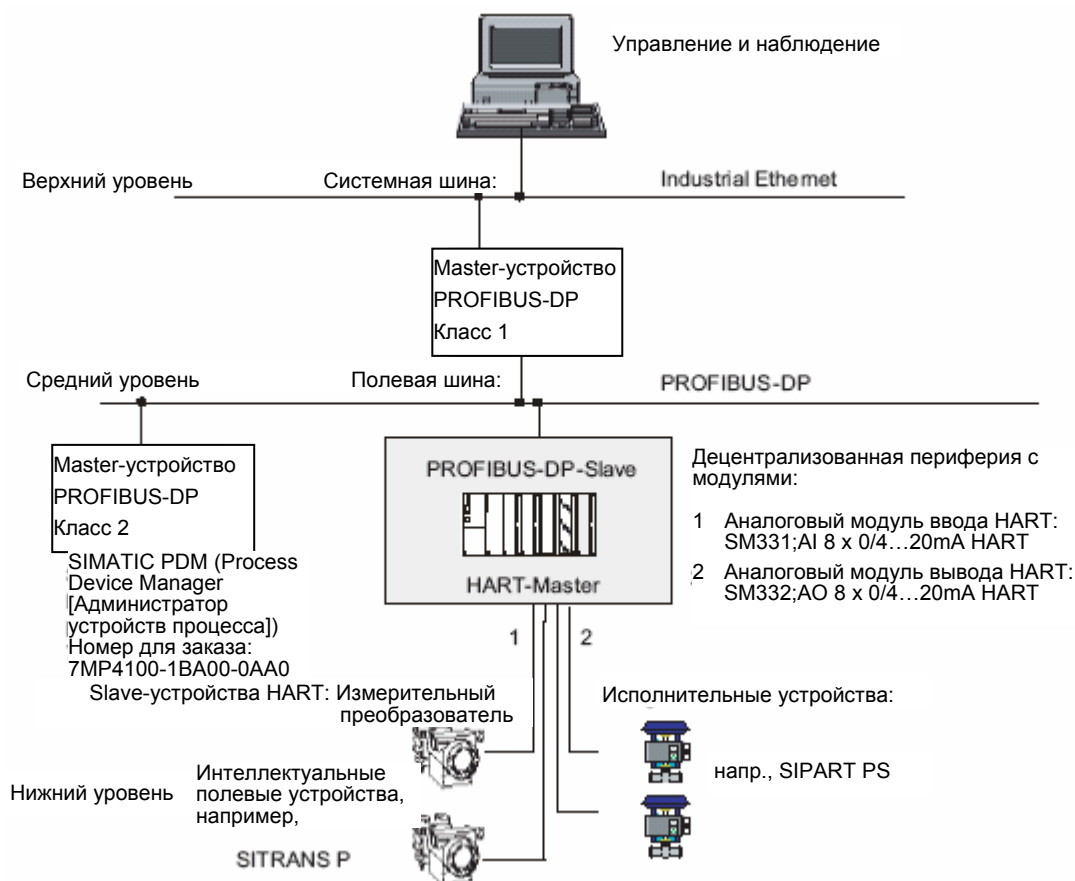 Управление и наблюдение
Верхний уровень
Системная шина:
Industrial Ethernet
Master-устройство
PROFIBUS-DP
Класс 1
Средний уровень
Полевая шина:
PROFIBUS-DP
Master-устройство
PROFIBUS-DP
Класс 2
SIMATIC PDM (Process
Device Manager
[Администратор
устройств процесса])
Номер для заказа:
7MP4100-1BA00-0AA0
PROFIBUS-DP-Slave
HART-Master
Децентрализованная периферия с
модулями:
1 Аналоговый модуль ввода HART:
SM331;AI 8 x 0/4…20mA HART
2 Аналоговый модуль вывода HART:
SM332;AO 8 x 0/4…20mA HART
1
2
Slave-устройства HART: Измерительный
преобразователь
Исполнительные устройства:
напр., SIPART PS
Нижний уровень
Интеллектуальные
полевые устройства,
например,
SITRANS P